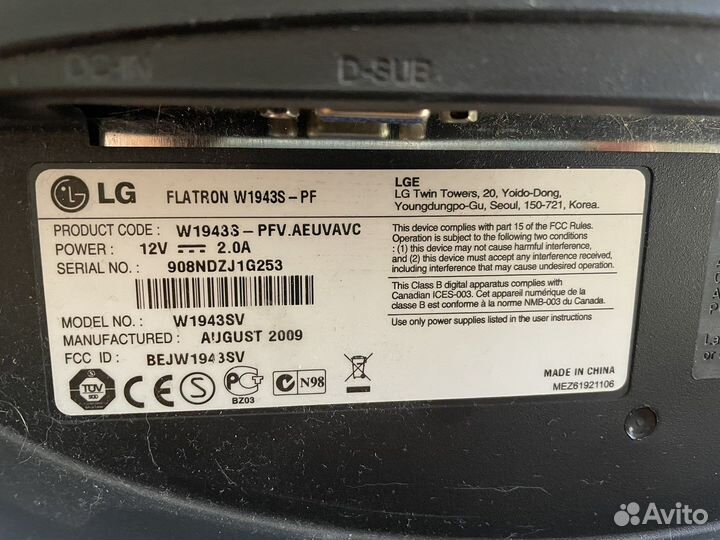 DC-IN
D-SUB
LG
FLATRON W1943S-PF
PRODUCT CODE : W1943S-PFV.AEUVAVC
POWER : 12V ⎓ 2.0A
SERIAL NO. : 908NDZJ1G253
MODEL NO. : W1943SV
MANUFACTURED : AUGUST 2009
FCC ID : BEJW1943SV
TÜV
CE
S
PG
BZ03
N98
LGE
LG Twin Towers, 20, Yoido-Dong,
Youngdungpo-Gu, Seoul, 150-721, Korea.
This device complies with part 15 of the FCC Rules.
Operation is subject to the following two conditions
: (1) this device may not cause harmful interference,
and (2) this device must accept any interference received,
including interference that may cause undesired operation.
This Class B digital apparatus complies with
Canadian ICES-003. Cet appareil numérique de la
classe B est conforme à la norme NMB-003 du Canada.
Use only power supplies listed in the user instructions
MADE IN CHINA
MEZ61921106
Avito